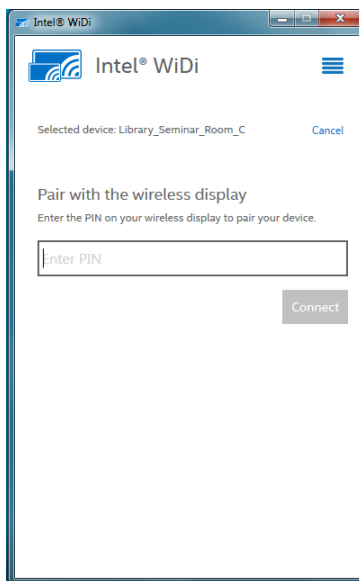 Intel® WiDi
Intel® WiDi
Selected device: Library_Seminar_Room_C Cancel
Pair with the wireless display
Enter the PIN on your wireless display to pair your device.
Enter PIN
Connect